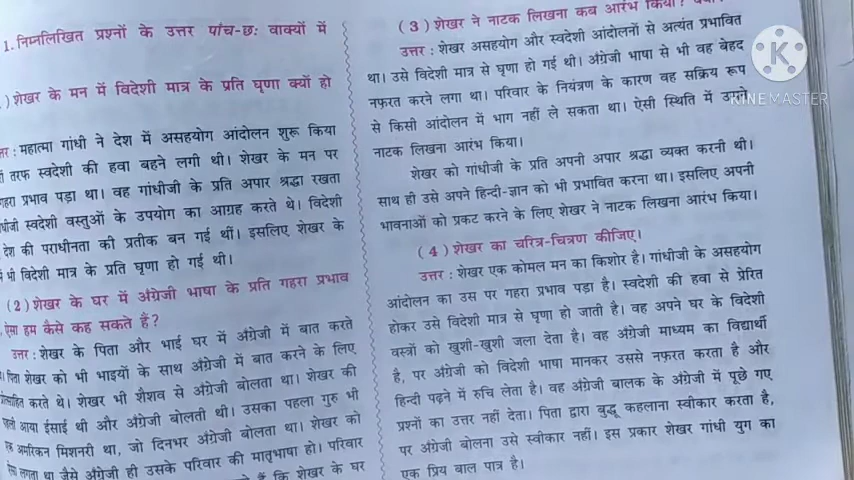 1. निम्नलिखित प्रश्नों के उत्तर पांच-छः वाक्यों में
) शेखर के मन में विदेशी मात्र के प्रति घृणा क्यों हो
महात्मा गांधी ने देश में असहयोग आंदोलन शुरू किया
तरफ स्वदेशी की हवा बहने लगी थी। शेखर के मन पर
गहरा प्रभाव पड़ा था। वह गांधीजी के प्रति अपार श्रद्धा रखता
स्वदेशी वस्तुओं के उपयोग का आग्रह करते थे। विदेशी
देश की पराधीनता की प्रतीक बन गई थीं। इसलिए शेखर के
भी विदेशी मात्र के प्रति घृणा हो गई थी।
(2) शेखर के घर में अंग्रेजी भाषा के प्रति गहरा प्रभाव
ऐसा हम कैसे कह सकते हैं?
उत्तर : शेखर के पिता और भाई घर में अंग्रेजी में बात करते
पिता शेखर को भी भाइयों के साथ अंग्रेजी में बात करने के लिए
करते थे। शेखर भी शैशव से अंग्रेजी बोलता था। शेखर की
आया ईसाई थी और अंग्रेजी बोलती थी। उसका पहला गुरु भी
अमरीकन मिशनरी था, जो दिनभर अंग्रेजी बोलता था। शेखर को
लगता था जैसे अंग्रेजी ही उसके परिवार की मातृभाषा हो। परिवार
हैं कि शेखर के घर
(3) शेखर ने नाटक लिखना कब आरंभ किया?
उत्तर : शेखर असहयोग और स्वदेशी आंदोलनों से अत्यंत प्रभावित
था। उसे विदेशी मात्र से घृणा हो गई थी। अंग्रेजी भाषा से भी वह बेहद
नफ़रत करने लगा था। परिवार के नियंत्रण के कारण वह सक्रिय रूप
से किसी आंदोलन में भाग नहीं ले सकता था। ऐसी स्थिति में उसने
नाटक लिखना आरंभ किया।
शेखर को गांधीजी के प्रति अपनी अपार श्रद्धा व्यक्त करनी थी।
साथ ही उसे अपने हिन्दी-ज्ञान को भी प्रभावित करना था। इसलिए अपनी
भावनाओं को प्रकट करने के लिए शेखर ने नाटक लिखना आरंभ किया।
(4) शेखर का चरित्र-चित्रण कीजिए।
उत्तर : शेखर एक कोमल मन का किशोर है। गांधीजी के असहयोग
आंदोलन का उस पर गहरा प्रभाव पड़ा है। स्वदेशी की हवा से प्रेरित
होकर उसे विदेशी मात्र से घृणा हो जाती है। वह अपने घर के विदेशी
वस्त्रों को खुशी-खुशी जला देता है। वह अंग्रेजी माध्यम का विद्यार्थी
है, पर अंग्रेजी को विदेशी भाषा मानकर उससे नफ़रत करता है और
हिन्दी पढ़ने में रुचि लेता है। वह अंग्रेजी बालक के अंग्रेजी में पूछे गए
प्रश्नों का उत्तर नहीं देता। पिता द्वारा बुद्धू कहलाना स्वीकार करता है,
पर अंग्रेजी बोलना उसे स्वीकार नहीं। इस प्रकार शेखर गांधी युग का
एक प्रिय बाल पात्र है।
KINEMASTER